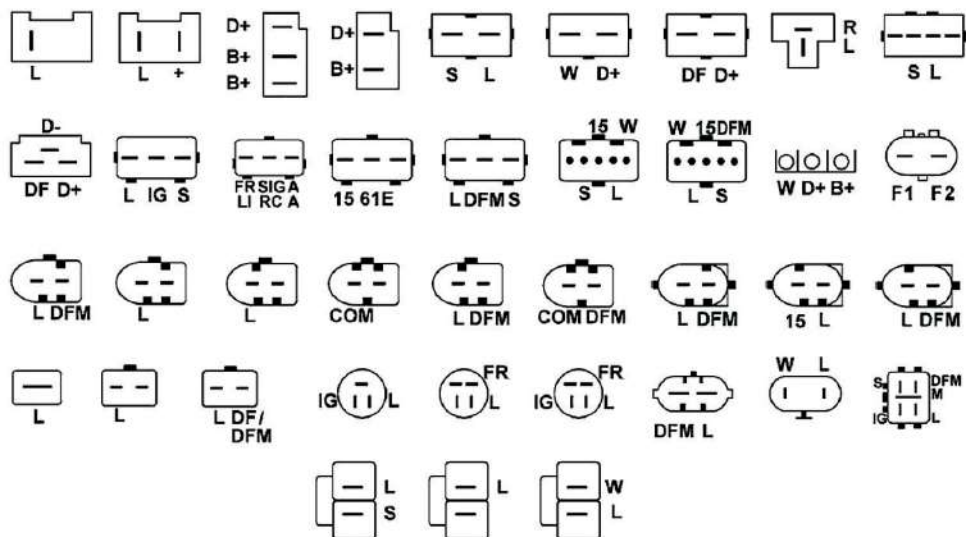 L
L +
D+
B+
B+
D+
B+
S L
W D+
DF D+
R
L
S L
D-
DF D+
L IG S
FR SIG A
LI RC A
15 61E
L DFM S
15 W
S L
W 15DFM
L S
W D+ B+
F1 F2
L DFM
L
L
COM
L DFM
COM DFM
L DFM
15 L
L DFM
L
L
L DF/
DFM
IG L
FR
L
FR
IG L
DFM L
W L
S DFM
M
IG L
L
S
L
W
L